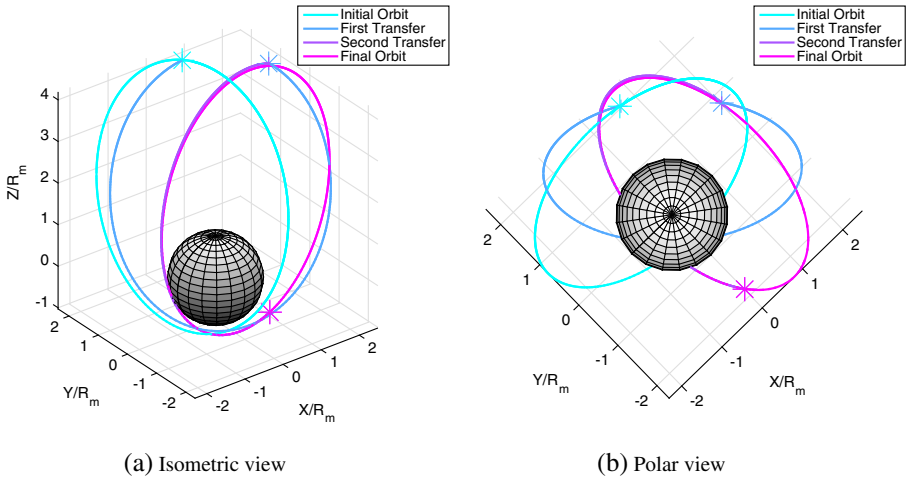 Initial Orbit
First Transfer
Second Transfer
Final Orbit
4
3
2
1
0
-1
Z/R_m
2
1
0
-1
-2
Y/R_m
-2
-1
0
1
2
X/R_m
(a) Isometric view
Initial Orbit
First Transfer
Second Transfer
Final Orbit
2
1
0
-1
-2
Y/R_m
-2
-1
0
1
2
X/R_m
(b) Polar view